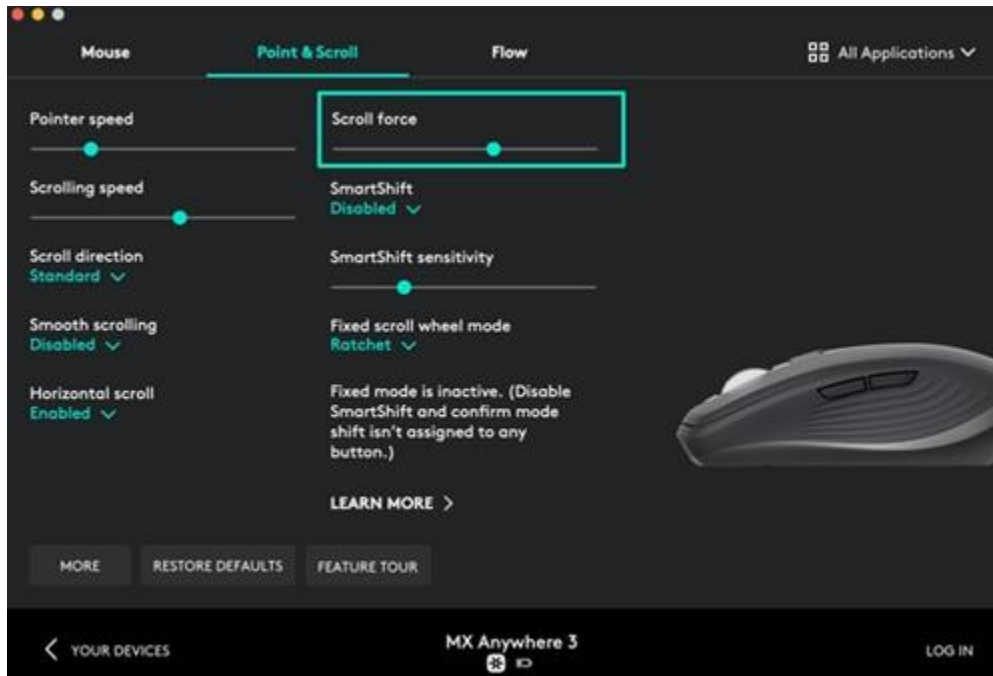 Mouse
Point & Scroll
Flow
All Applications
Pointer speed
Scrolling speed
Scroll direction
Standard
Smooth scrolling
Disabled
Horizontal scroll
Enabled
Scroll force
SmartShift
Disabled
SmartShift sensitivity
Fixed scroll wheel mode
Ratchet
Fixed mode is inactive. (Disable
SmartShift and confirm mode
shift isn't assigned to any
button.)
LEARN MORE
MORE
RESTORE DEFAULTS
FEATURE TOUR
YOUR DEVICES
MX Anywhere 3
LOG IN